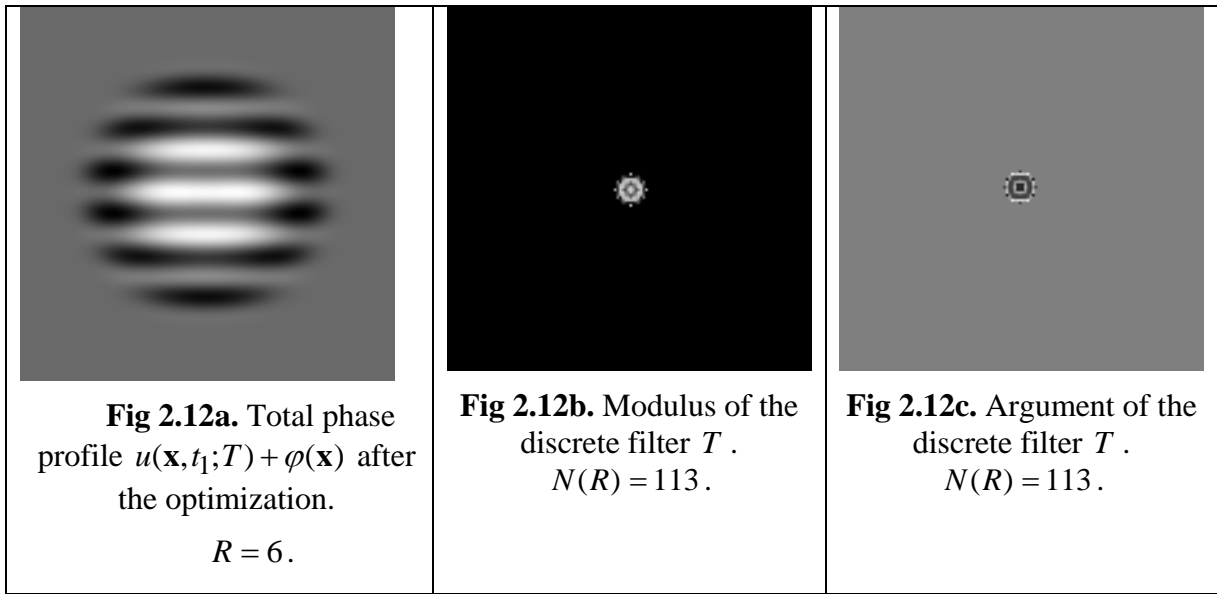 Fig 2.12a. Total phase
profile u(x,t₁;T)+φ(x) after
the optimization.
R = 6.
Fig 2.12b. Modulus of the
discrete filter T .
N(R) = 113.
Fig 2.12c. Argument of the
discrete filter T .
N(R) = 113.